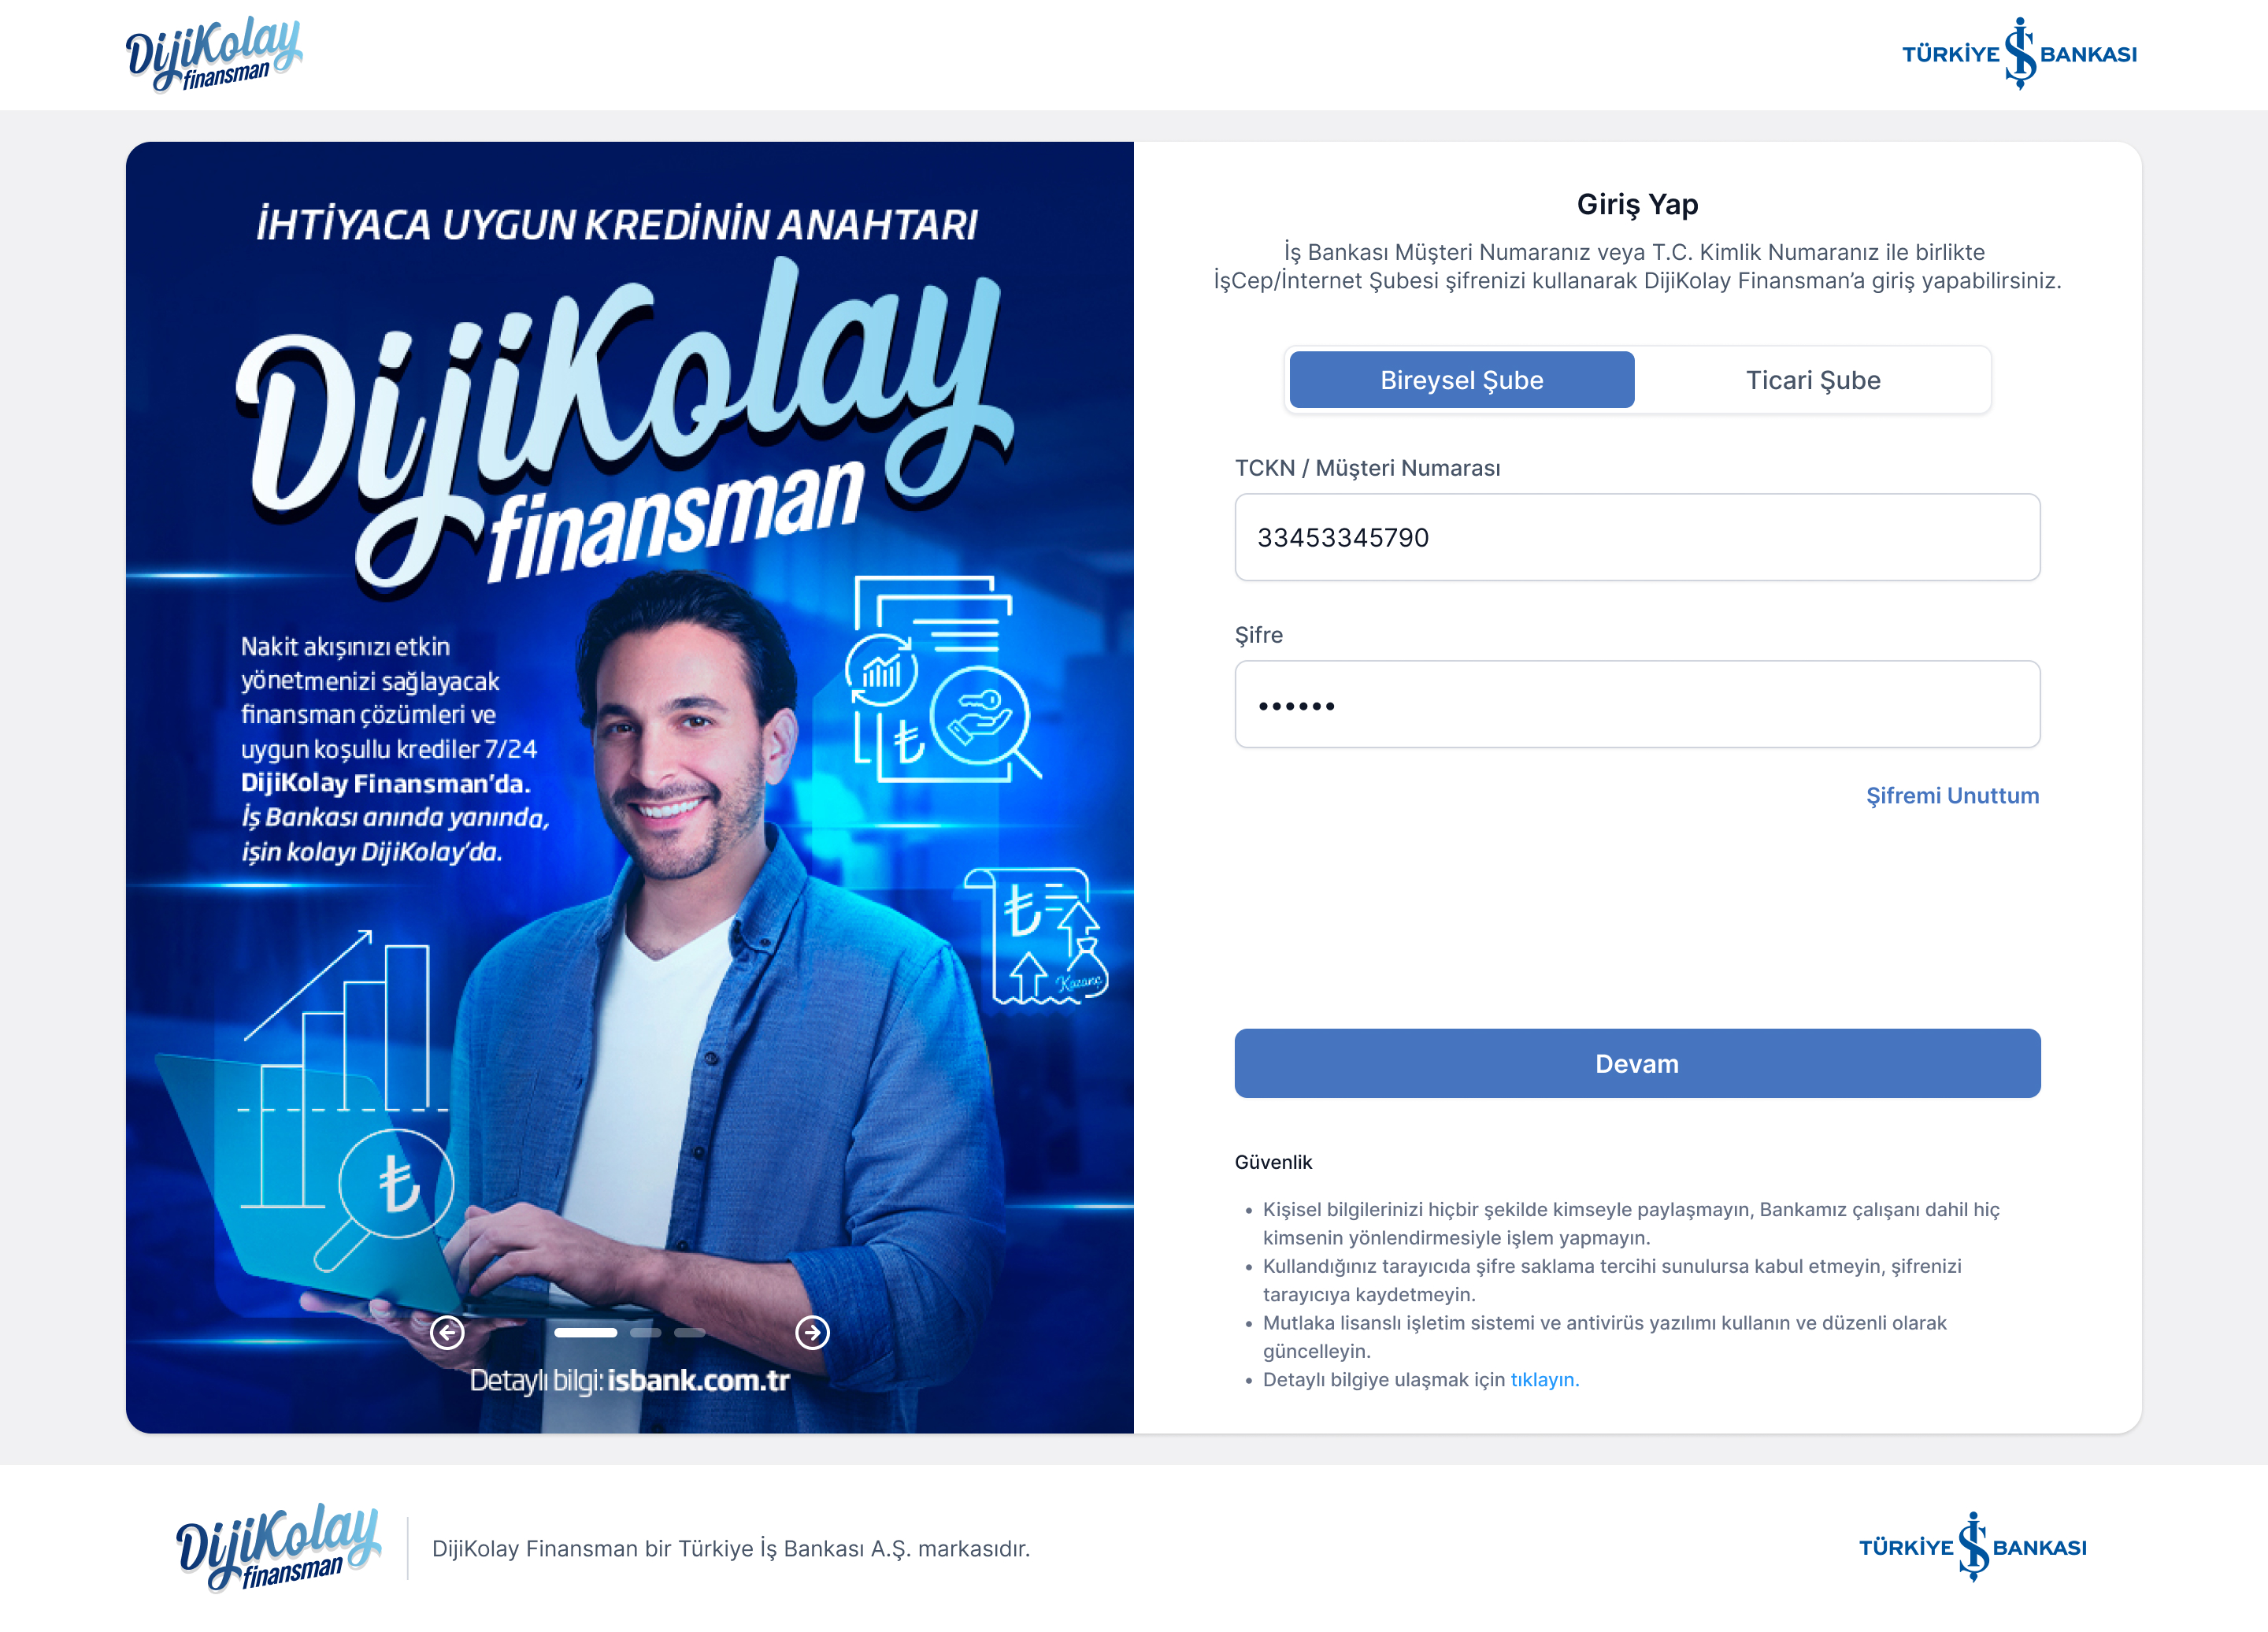 DijiKolay
finansman
TÜRKİYE İŞ BANKASI
İHTİYACA UYGUN KREDİNİN ANAHTARI
DijiKolay
finansman
Nakit akışınızı etkin
yönetmenizi sağlayacak
finansman çözümleri ve
uygun koşullu krediler 7/24
DijiKolay Finansman’da.
İş Bankası anında yanında,
işin kolayı DijiKolay’da.
₺
₺
Kazanç
₺
Detaylı bilgi: isbank.com.tr
Giriş Yap
İş Bankası Müşteri Numaranız veya T.C. Kimlik Numaranız ile birlikte
İşCep/İnternet Şubesi şifrenizi kullanarak DijiKolay Finansman’a giriş yapabilirsiniz.
Bireysel Şube
Ticari Şube
TCKN / Müşteri Numarası
33453345790
Şifre
••••••
Şifremi Unuttum
Devam
Güvenlik
• Kişisel bilgilerinizi hiçbir şekilde kimseyle paylaşmayın, Bankamız çalışanı dahil hiç
kimsenin yönlendirmesiyle işlem yapmayın.
• Kullandığınız tarayıcıda şifre saklama tercihi sunulursa kabul etmeyin, şifrenizi
tarayıcıya kaydetmeyin.
• Mutlaka lisanslı işletim sistemi ve antivirüs yazılımı kullanın ve düzenli olarak
güncelleyin.
• Detaylı bilgiye ulaşmak için tıklayın.
DijiKolay
finansman
DijiKolay Finansman bir Türkiye İş Bankası A.Ş. markasıdır.
TÜRKİYE İŞ BANKASI